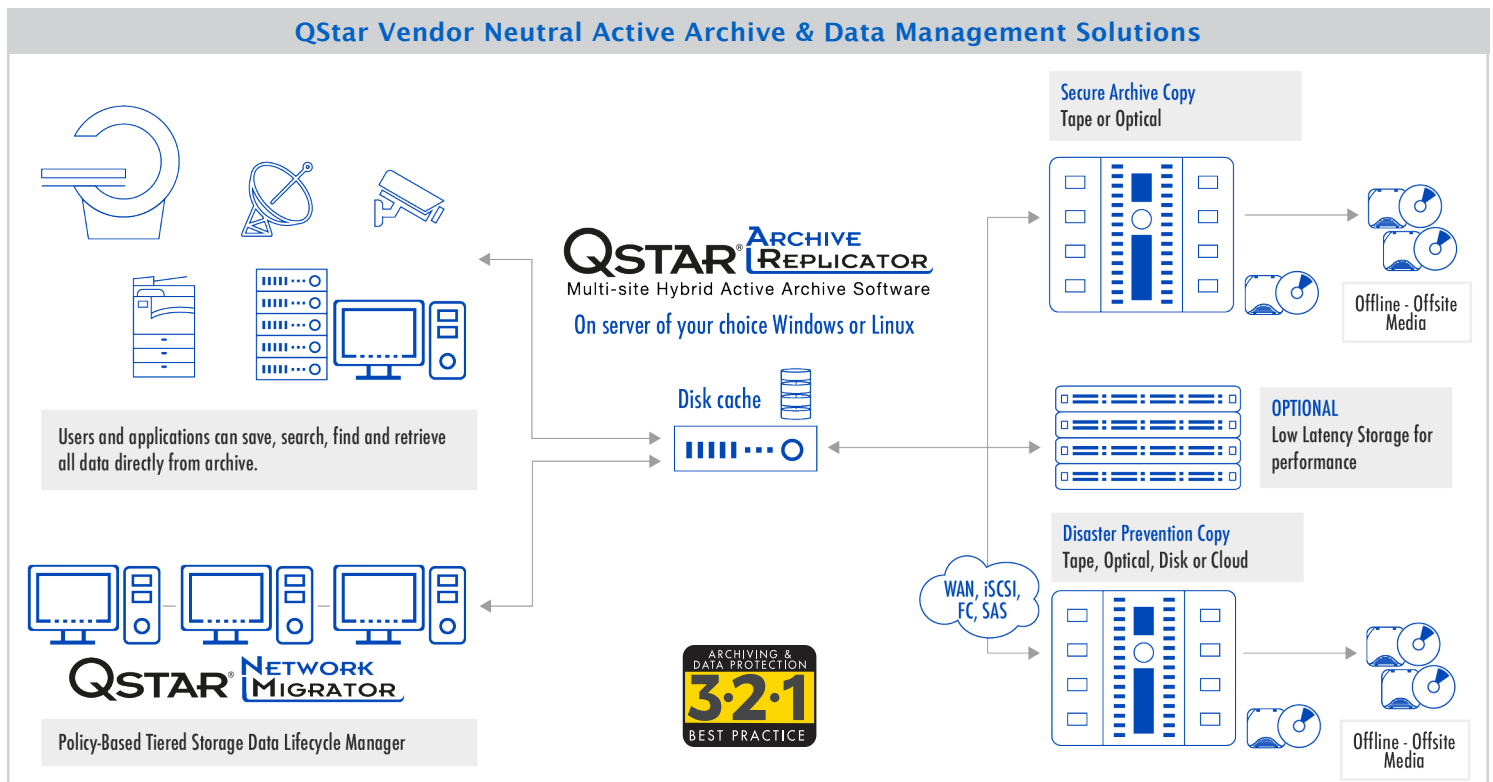 QStar Vendor Neutral Active Archive & Data Management Solutions
Secure Archive Copy
Tape or Optical
QSTAR® ARCHIVE
REPLICATOR
Multi-site Hybrid Active Archive Software
On server of your choice Windows or Linux
Offline - Offsite
Media
Disk cache
OPTIONAL
Low Latency Storage for
performance
Users and applications can save, search, find and retrieve
all data directly from archive.
Disaster Prevention Copy
Tape, Optical, Disk or Cloud
WAN, iSCSI,
FC, SAS
QSTAR® NETWORK
MIGRATOR
Policy-Based Tiered Storage Data Lifecycle Manager
ARCHIVING &
DATA PROTECTION
3·2·1
BEST PRACTICE
Offline - Offsite
Media